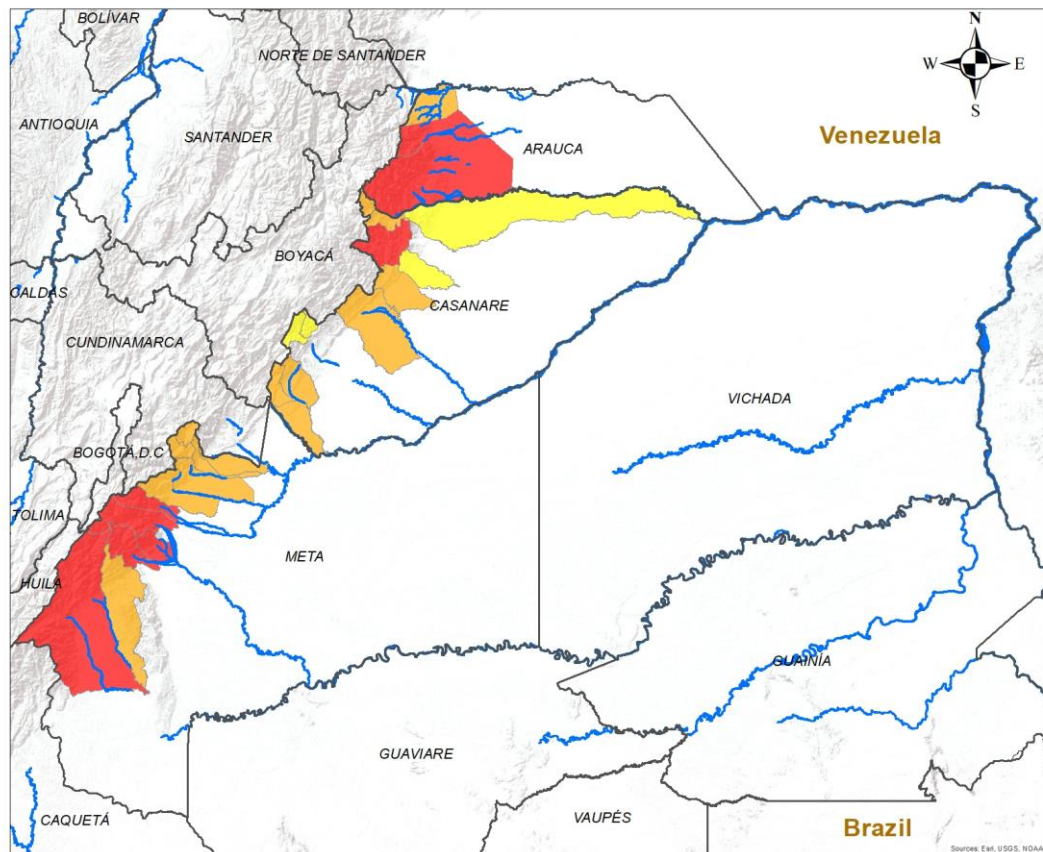 BOLÍVAR
N
NORTE DE SANTANDER
W
E
S
ANTIOQUIA
SANTANDER
Venezuela
ARAUCA
BOYACÁ
CALDAS
CASANARE
CUNDINAMARCA
VICHADA
BOGOTÁ,D.C
TOLIMA
META
HUILA
GUAINÍA
GUAVIARE
CAQUETÁ
VAUPÉS
Brazil
Sources: Esri, USGS, NOAA